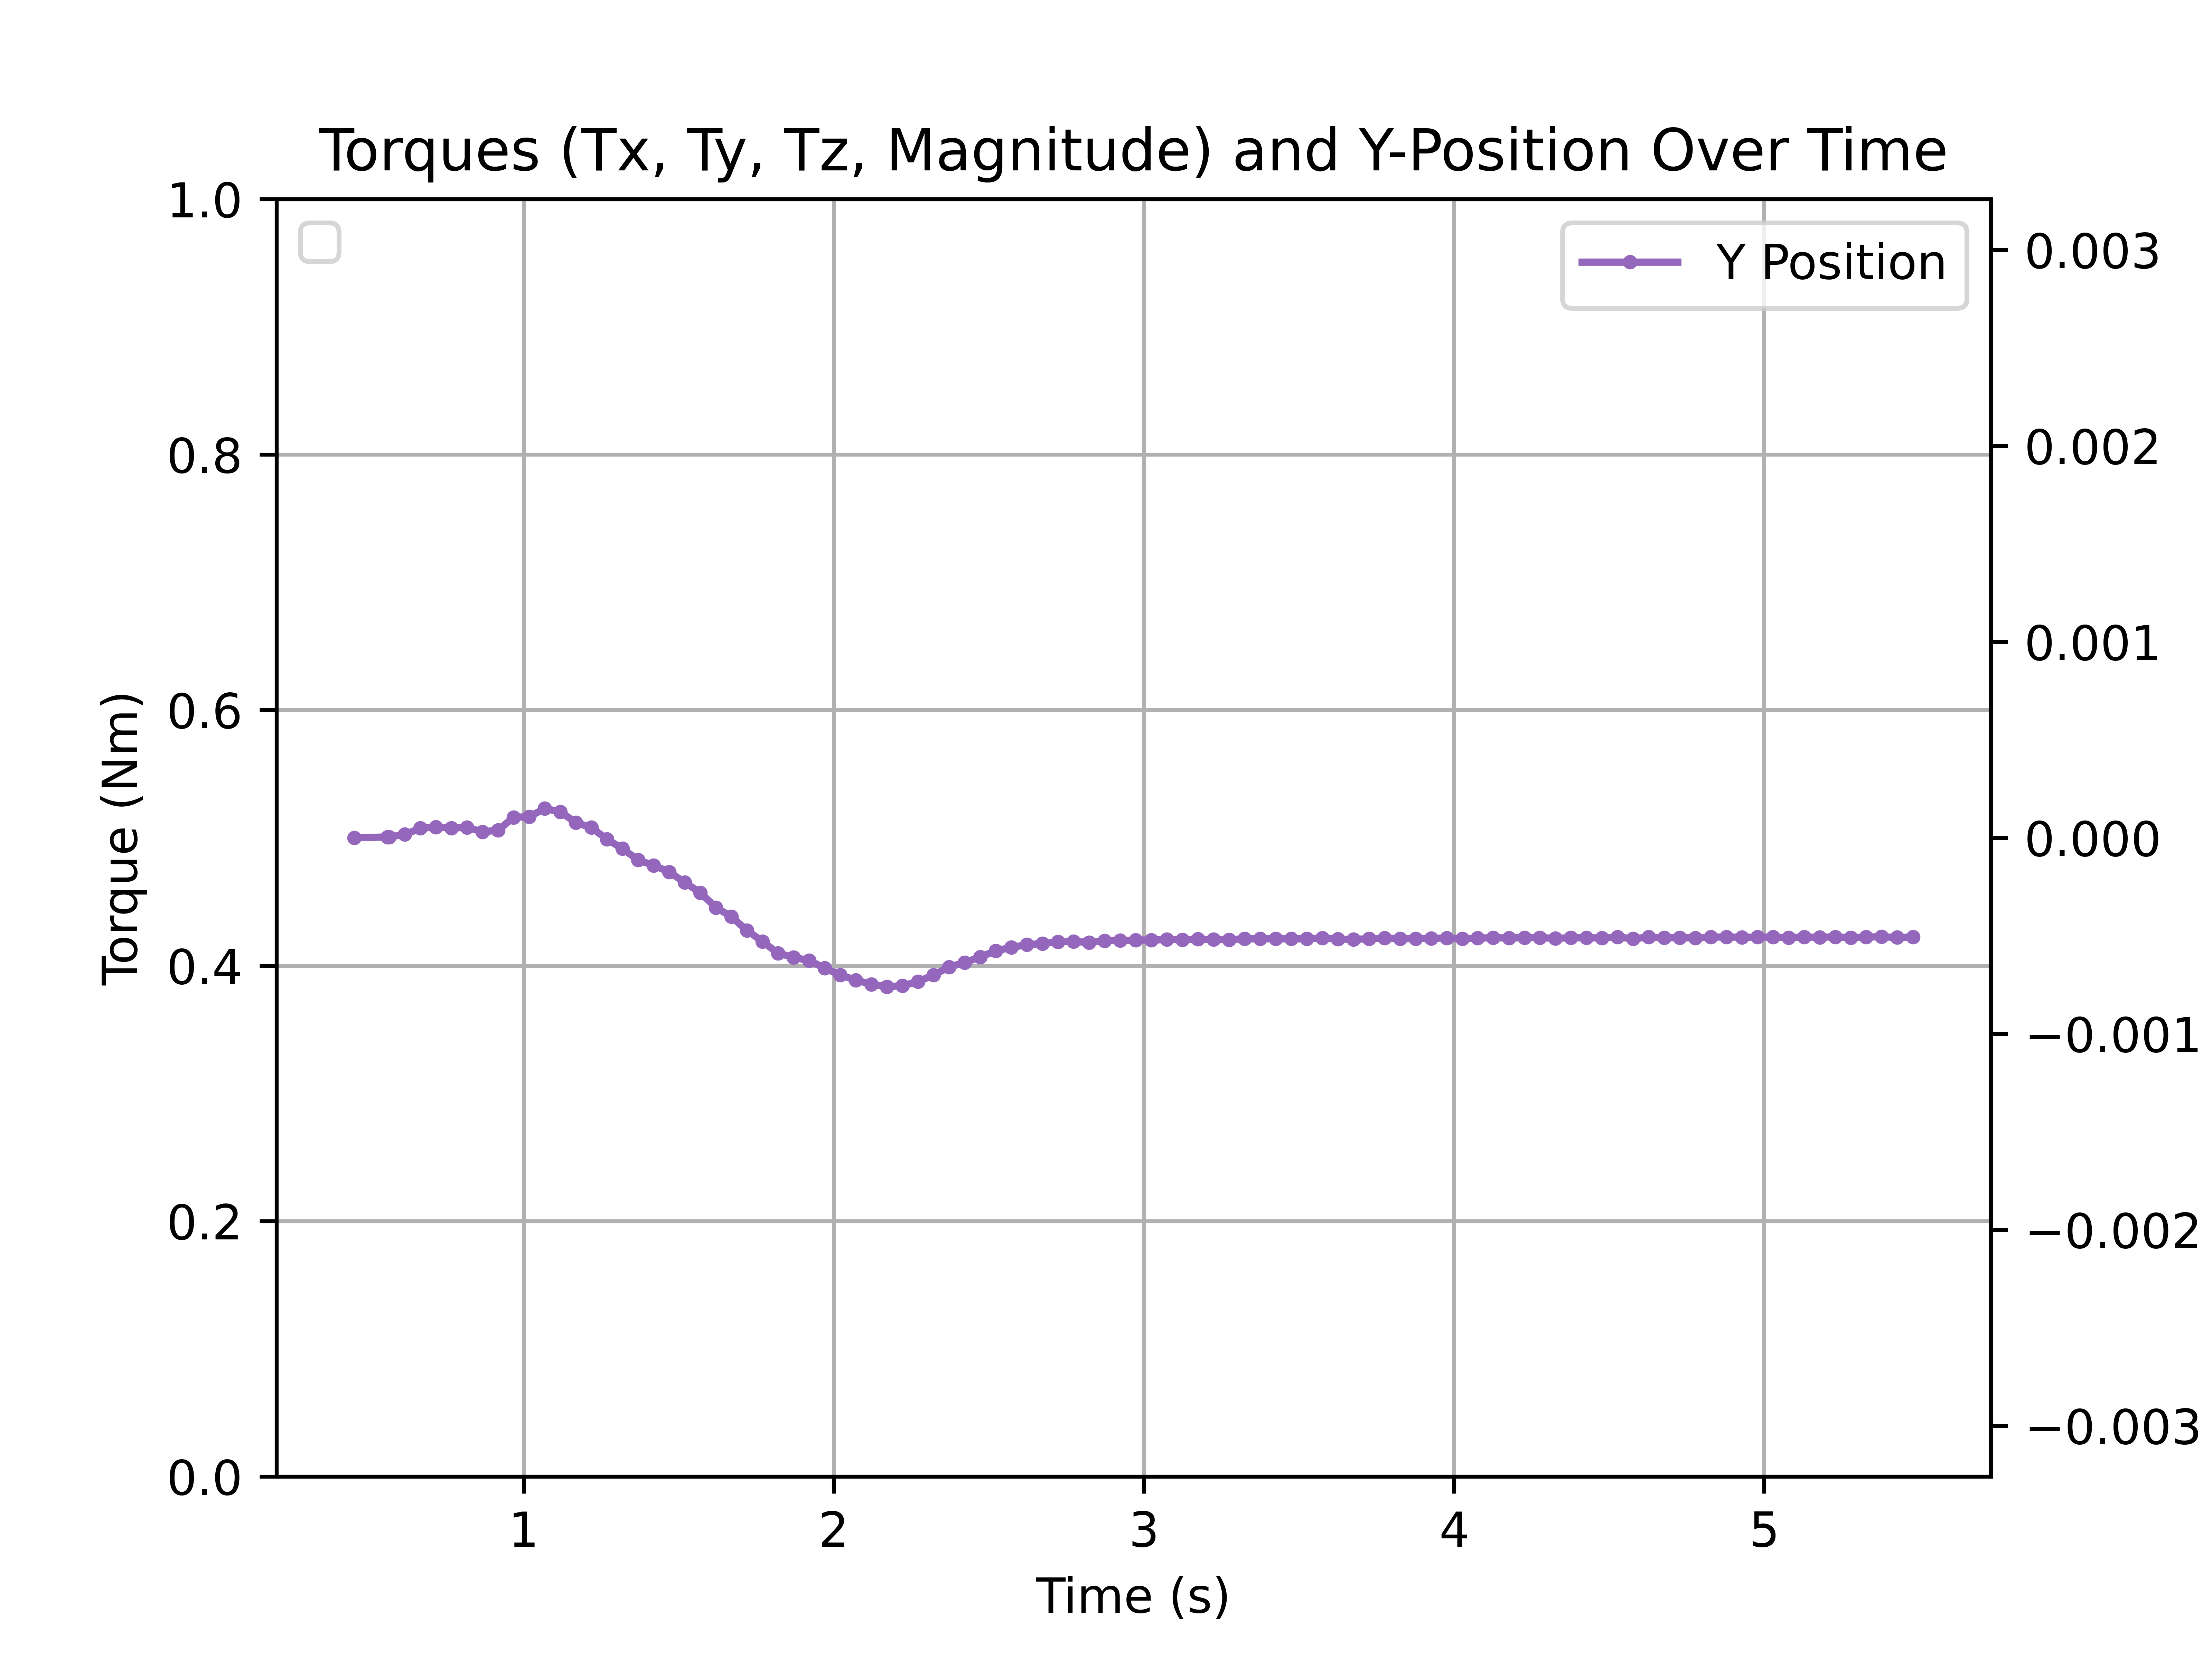 Torques (Tx, Ty, Tz, Magnitude) and Y-Position Over Time
Y Position
Torque (Nm)
1.0
0.8
0.6
0.4
0.2
0.0
0.003
0.002
0.001
0.000
−0.001
−0.002
−0.003
1 2 3 4 5
Time (s)